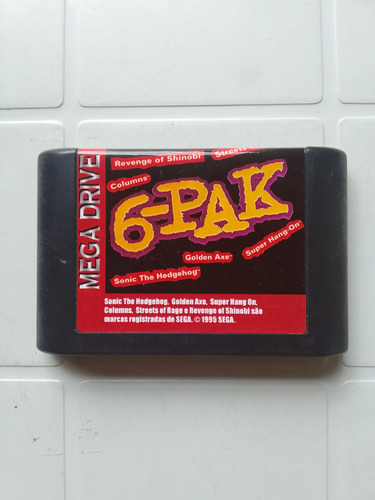 MEGA DRIVE
Revenge of Shinobi
Streets
Columns
6-PAK
Golden Axe
Super Hang-On
Sonic The Hedgehog
Sonic The Hedgehog, Golden Axe, Super Hang On,
Columns, Streets of Rage e Revenge of Shinobi são
marcas registradas de SEGA. © 1995 SEGA.